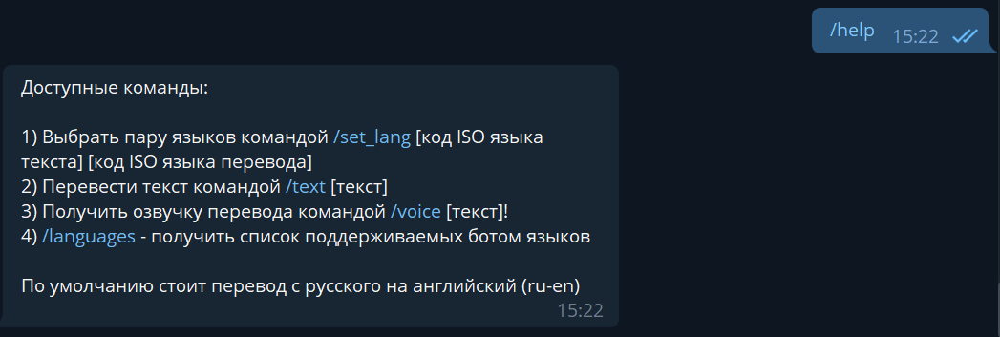 /help 15:22
Доступные команды:
1) Выбрать пару языков командой /set_lang [код ISO языка
текста] [код ISO языка перевода]
2) Перевести текст командой /text [текст]
3) Получить озвучку перевода командой /voice [текст]!
4) /languages - получить список поддерживаемых ботом языков
По умолчанию стоит перевод с русского на английский (ru-en)
15:22